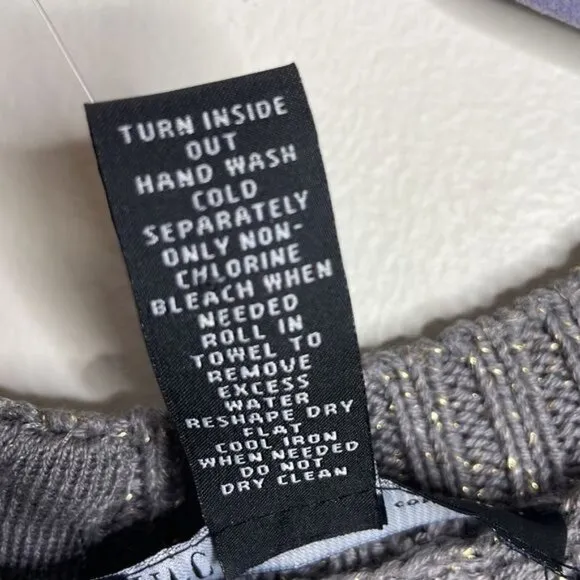 TURN INSIDE
OUT
HAND WASH
COLD
SEPARATELY
ONLY NON-
CHLORINE
BLEACH WHEN
NEEDED
ROLL IN
TOWEL TO
REMOVE
EXCESS
WATER
RESHAPE DRY
FLAT
COOL IRON
WHEN NEEDED
DO NOT
DRY CLEAN